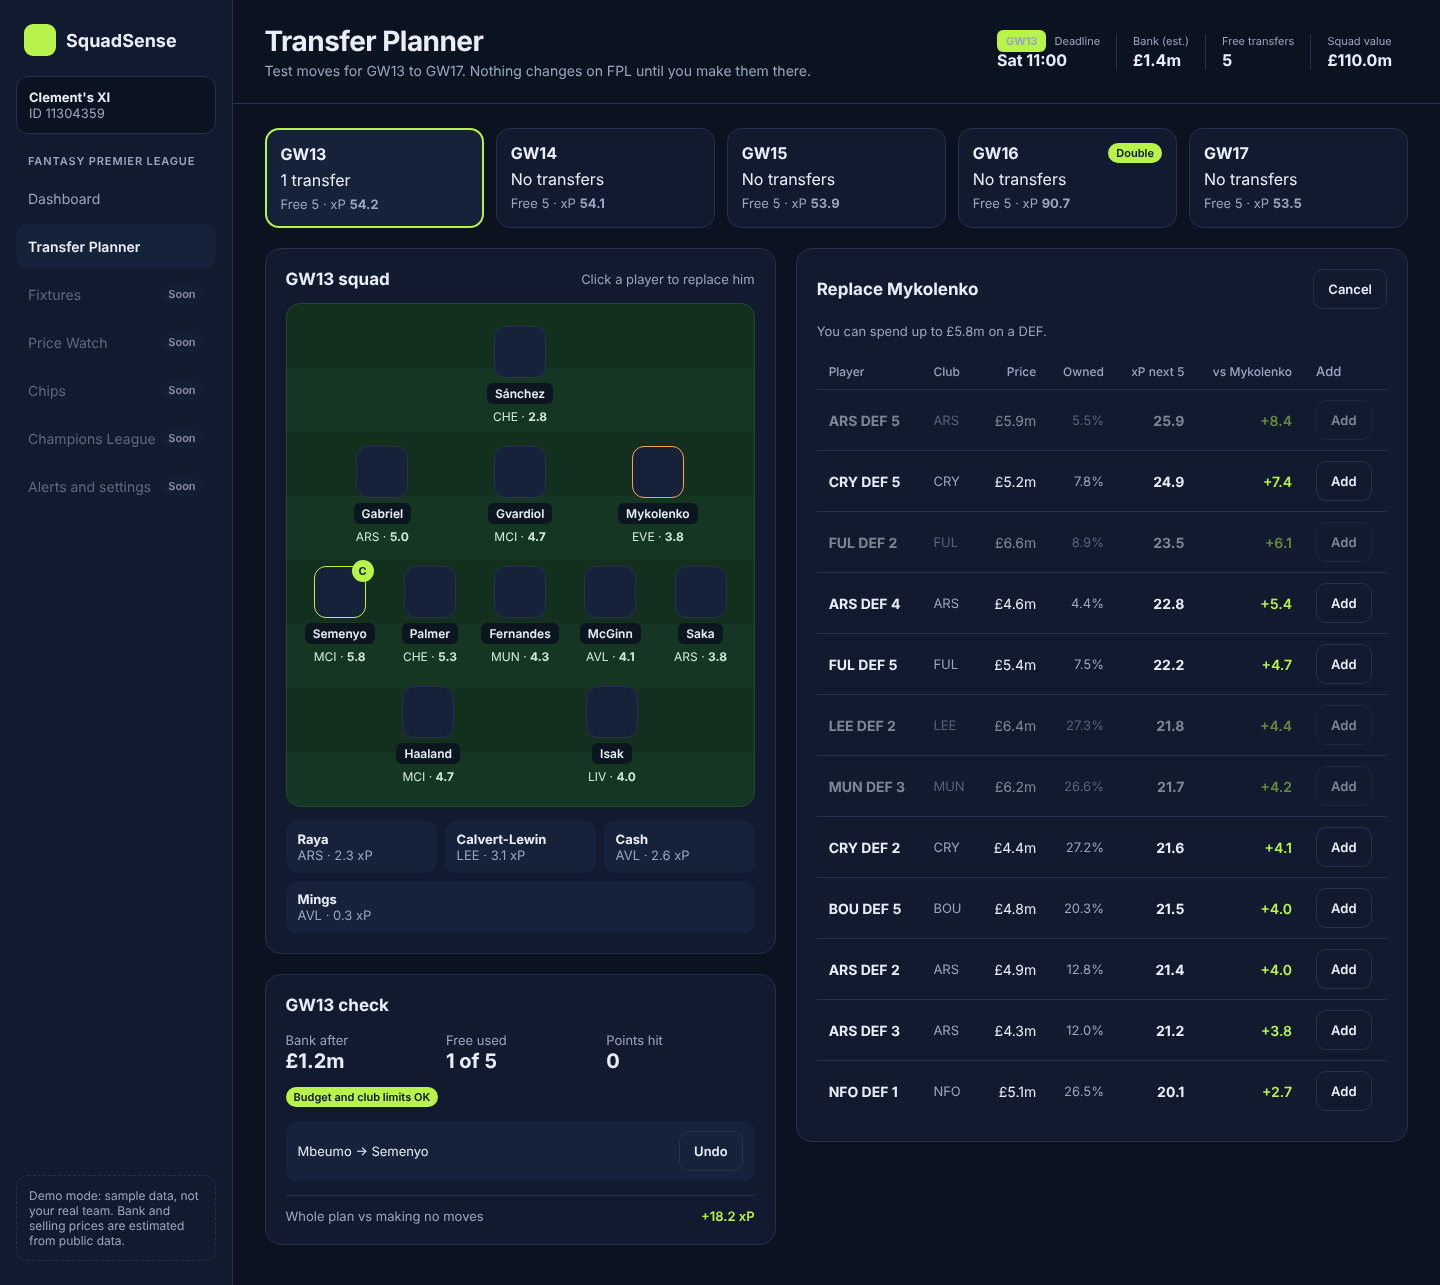 SquadSense
Clement's XI
ID 11304359
FANTASY PREMIER LEAGUE
Dashboard
Transfer Planner
Fixtures Soon
Price Watch Soon
Chips Soon
Champions League Soon
Alerts and settings Soon
Demo mode: sample data, not
your real team. Bank and
selling prices are estimated
from public data.
Transfer Planner
Test moves for GW13 to GW17. Nothing changes on FPL until you make them there.
GW13 Deadline
Sat 11:00
Bank (est.)
£1.4m
Free transfers
5
Squad value
£110.0m
GW13
1 transfer
Free 5 · xP 54.2
GW14
No transfers
Free 5 · xP 54.1
GW15
No transfers
Free 5 · xP 53.9
GW16 Double
No transfers
Free 5 · xP 90.7
GW17
No transfers
Free 5 · xP 53.5
GW13 squad Click a player to replace him
Sánchez
CHE · 2.8
Gabriel Gvardiol Mykolenko
ARS · 5.0 MCI · 4.7 EVE · 3.8
C
Semenyo Palmer Fernandes McGinn Saka
MCI · 5.8 CHE · 5.3 MUN · 4.3 AVL · 4.1 ARS · 3.8
Haaland Isak
MCI · 4.7 LIV · 4.0
Raya Calvert-Lewin Cash
ARS · 2.3 xP LEE · 3.1 xP AVL · 2.6 xP
Mings
AVL · 0.3 xP
GW13 check
Bank after Free used Points hit
£1.2m 1 of 5 0
Budget and club limits OK
Mbeumo → Semenyo Undo
Whole plan vs making no moves +18.2 xP
Replace Mykolenko Cancel
You can spend up to £5.8m on a DEF.
Player Club Price Owned xP next 5 vs Mykolenko Add
ARS DEF 5 ARS £5.9m 5.5% 25.9 +8.4 Add
CRY DEF 5 CRY £5.2m 7.8% 24.9 +7.4 Add
FUL DEF 2 FUL £6.6m 8.9% 23.5 +6.1 Add
ARS DEF 4 ARS £4.6m 4.4% 22.8 +5.4 Add
FUL DEF 5 FUL £5.4m 7.5% 22.2 +4.7 Add
LEE DEF 2 LEE £6.4m 27.3% 21.8 +4.4 Add
MUN DEF 3 MUN £6.2m 26.6% 21.7 +4.2 Add
CRY DEF 2 CRY £4.4m 27.2% 21.6 +4.1 Add
BOU DEF 5 BOU £4.8m 20.3% 21.5 +4.0 Add
ARS DEF 2 ARS £4.9m 12.8% 21.4 +4.0 Add
ARS DEF 3 ARS £4.3m 12.0% 21.2 +3.8 Add
NFO DEF 1 NFO £5.1m 26.5% 20.1 +2.7 Add